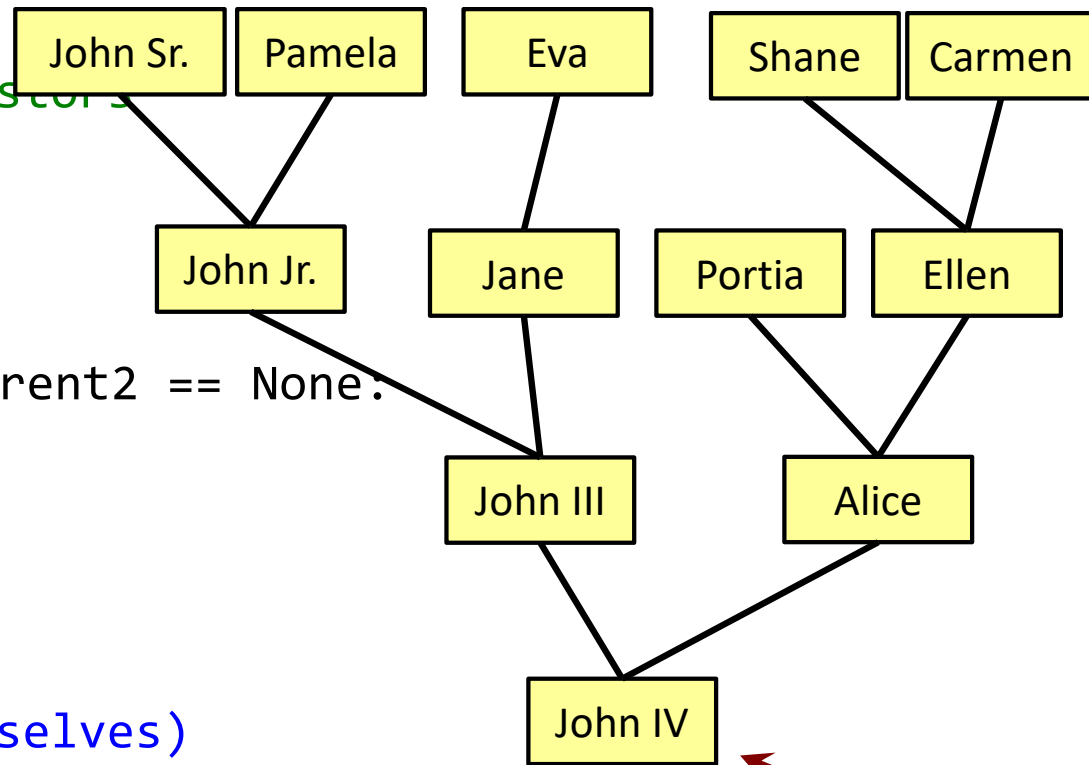 John Sr. Pamela Eva Shane Carmen
stors
John Jr. Jane Portia Ellen
rent2 == None:
John III Alice
John IV
selves)